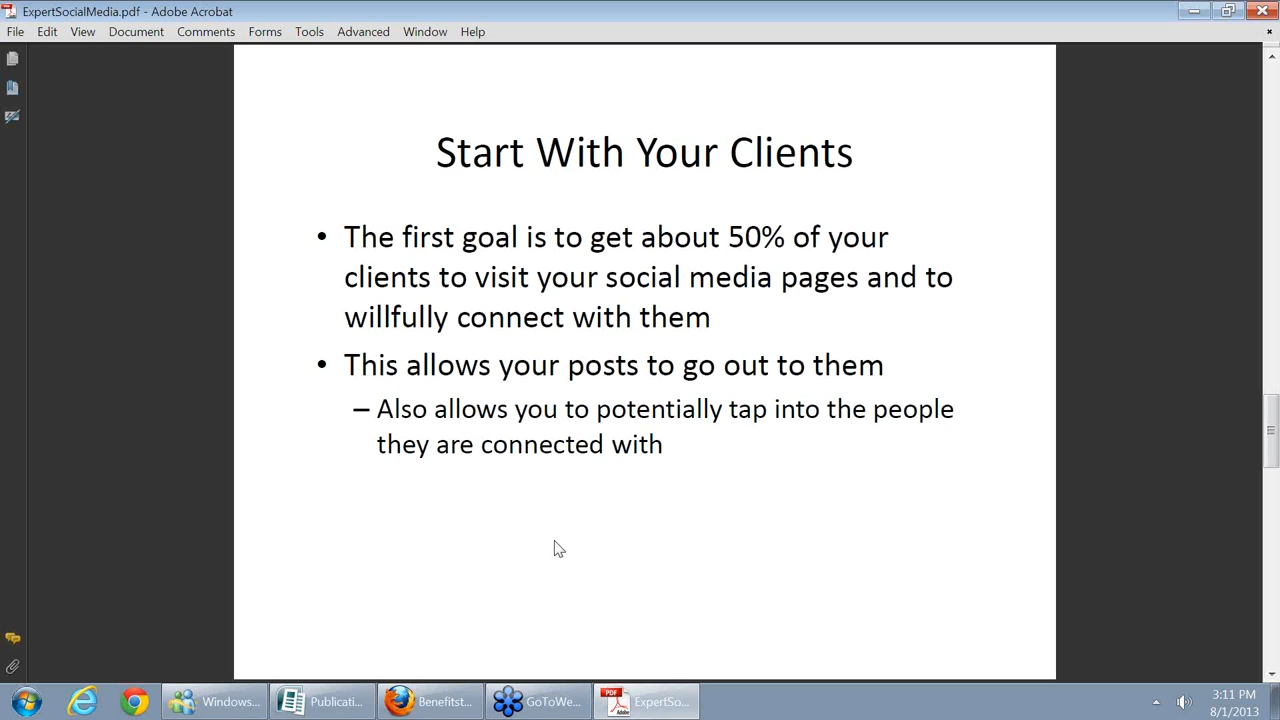 ExpertSocialMedia.pdf - Adobe Acrobat
File Edit View Document Comments Forms Tools Advanced Window Help
Start With Your Clients
• The first goal is to get about 50% of your
clients to visit your social media pages and to
willfully connect with them
• This allows your posts to go out to them
– Also allows you to potentially tap into the people
they are connected with
Windows... Publicati... Benefitst... GoToWe... ExpertSo...
3:11 PM
8/1/2013